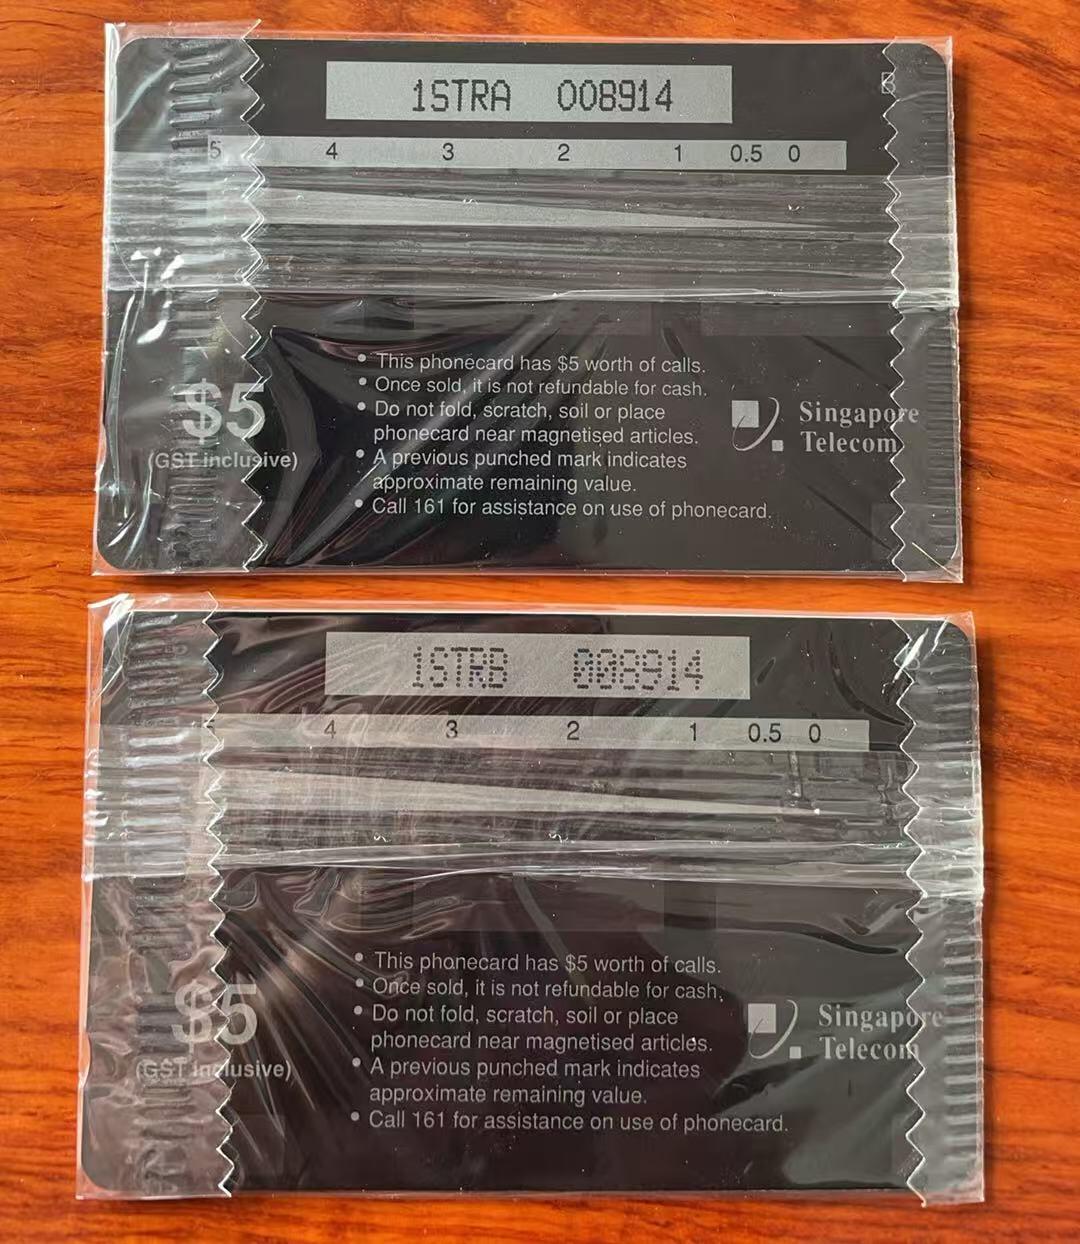 1STRA 008914
B
5 4 3 2 1 0.5 0
• This phonecard has $5 worth of calls.
• Once sold, it is not refundable for cash.
• Do not fold, scratch, soil or place
phonecard near magnetised articles.
• A previous punched mark indicates
approximate remaining value.
• Call 161 for assistance on use of phonecard.
$5
(GST inclusive)
Singapore
Telecom
1STRB 008914
4 3 2 1 0.5 0
• This phonecard has $5 worth of calls.
• Once sold, it is not refundable for cash.
• Do not fold, scratch, soil or place
phonecard near magnetised articles.
• A previous punched mark indicates
approximate remaining value.
• Call 161 for assistance on use of phonecard.
$5
(GST inclusive)
Singapore
Telecom